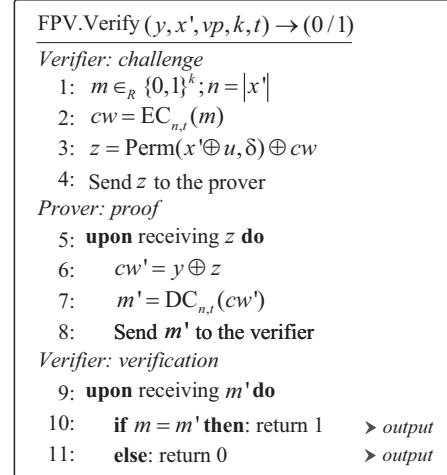 FPV.Verify(y, x', vp, k, t) → (0 / 1)
Verifier: challenge
1: m ∈_R {0,1}^k; n = |x'|
2: cw = EC_{n,t}(m)
3: z = Perm(x'⊕u, δ) ⊕ cw
4: Send z to the prover
Prover: proof
5: upon receiving z do
6: cw' = y ⊕ z
7: m' = DC_{n,t}(cw')
8: Send m' to the verifier
Verifier: verification
9: upon receiving m' do
10: if m = m' then: return 1 ➤ output
11: else: return 0 ➤ output